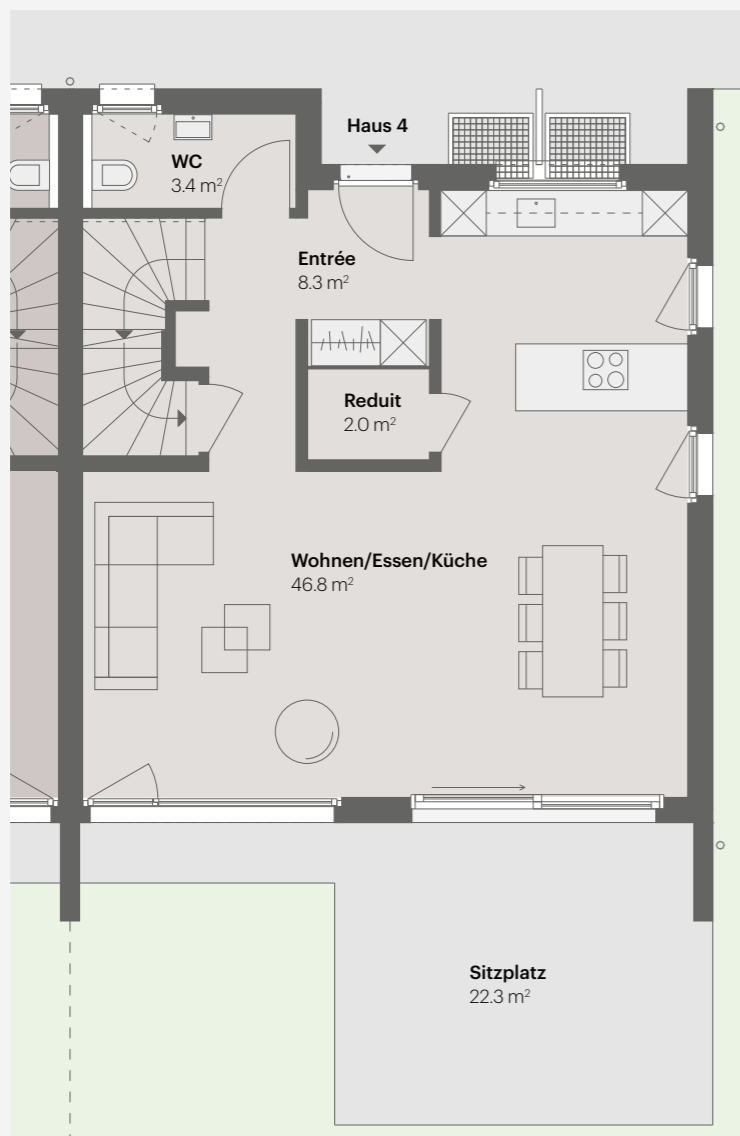 Haus 4
WC
3.4 m²
Entrée
8.3 m²
Reduit
2.0 m²
Wohnen/Essen/Küche
46.8 m²
Sitzplatz
22.3 m²